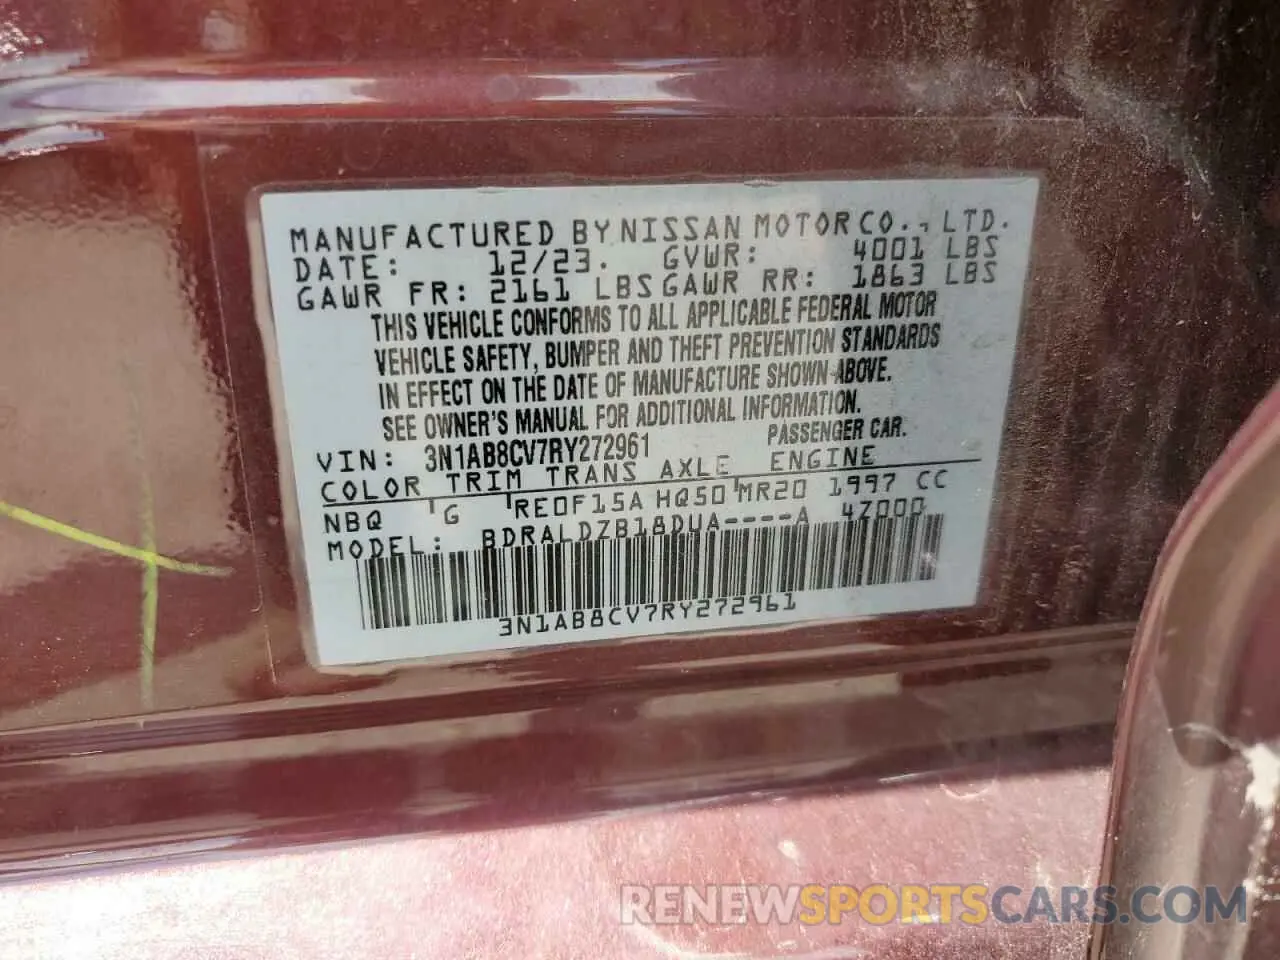 MANUFACTURED BY NISSAN MOTOR CO., LTD.
DATE: 12/23. GVWR: 4001 LBS
GAWR FR: 2161 LBS GAWR RR: 1863 LBS
THIS VEHICLE CONFORMS TO ALL APPLICABLE FEDERAL MOTOR
VEHICLE SAFETY, BUMPER AND THEFT PREVENTION STANDARDS
IN EFFECT ON THE DATE OF MANUFACTURE SHOWN ABOVE.
SEE OWNER'S MANUAL FOR ADDITIONAL INFORMATION.
VIN: 3N1AB8CV7RY272961 PASSENGER CAR.
COLOR TRIM TRANS AXLE ENGINE
NBQ G RE0F15A HQ50 MR20 1997 CC
MODEL: BDRALDZB18DUA----A 4Z000
3N1AB8CV7RY272961
RENEWSPORTSCARS.COM